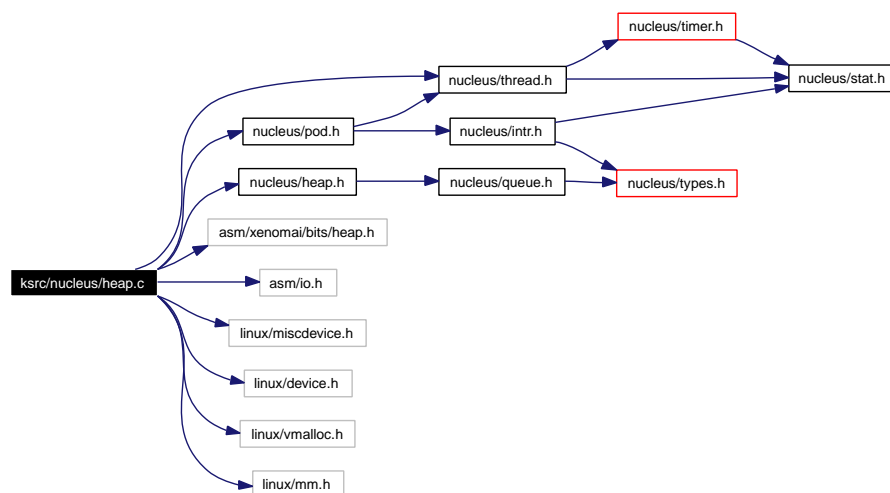 nucleus/timer.h
nucleus/thread.h
nucleus/stat.h
nucleus/pod.h
nucleus/intr.h
nucleus/heap.h
nucleus/queue.h
nucleus/types.h
asm/xenomai/bits/heap.h
ksrc/nucleus/heap.c
asm/io.h
linux/miscdevice.h
linux/device.h
linux/vmalloc.h
linux/mm.h